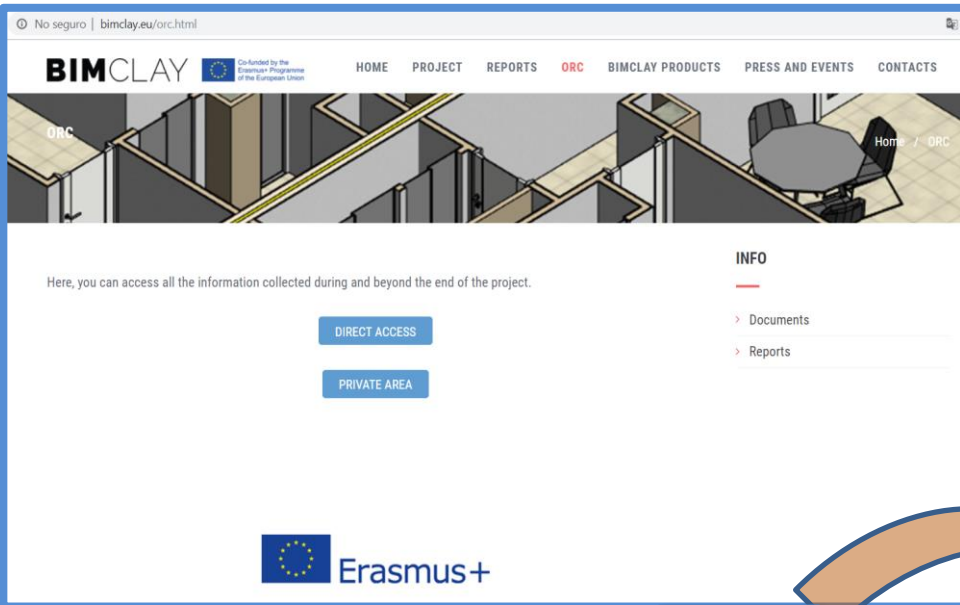 No seguro | bimclay.eu/orc.html
BIMCLAY
Co-funded by the
Erasmus+ Programme
of the European Union
HOME PROJECT REPORTS ORC BIMCLAY PRODUCTS PRESS AND EVENTS CONTACTS
ORC
Home / ORC
Here, you can access all the information collected during and beyond the end of the project.
DIRECT ACCESS
PRIVATE AREA
INFO
> Documents
> Reports
Erasmus+